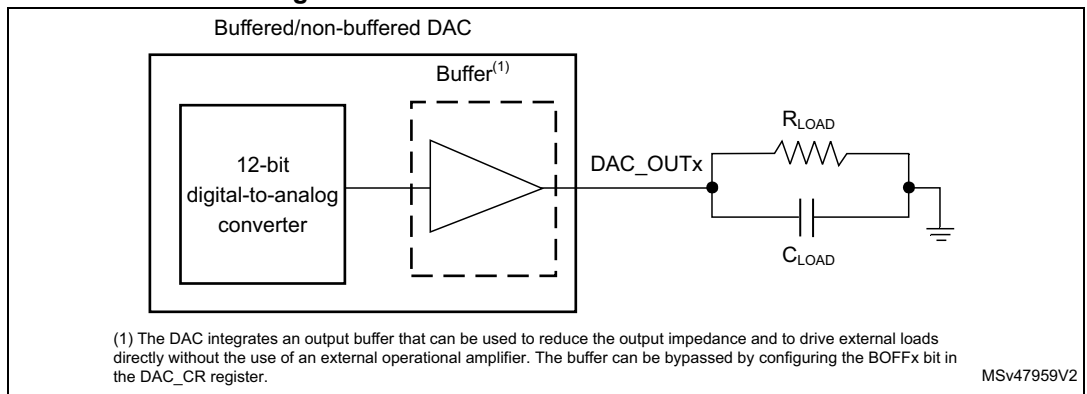 Buffered/non-buffered DAC
Buffer(1)
12-bit
digital-to-analog
converter
DAC_OUTx
RLOAD
CLOAD
(1) The DAC integrates an output buffer that can be used to reduce the output impedance and to drive external loads
directly without the use of an external operational amplifier. The buffer can be bypassed by configuring the BOFFx bit in
the DAC_CR register.
MSv47959V2